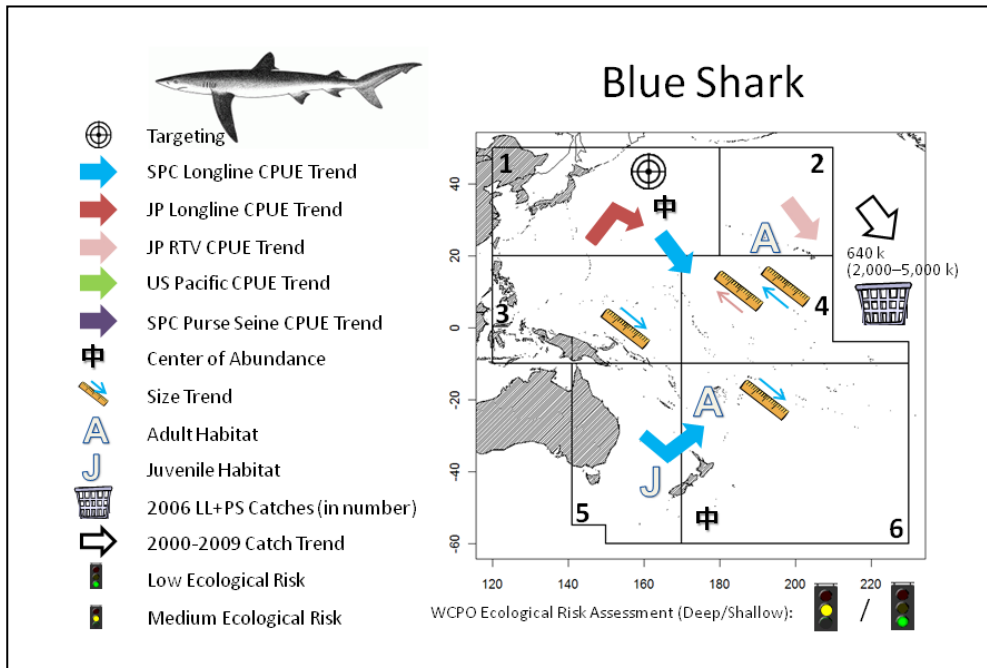 Blue Shark
Targeting
SPC Longline CPUE Trend
JP Longline CPUE Trend
JP RTV CPUE Trend
US Pacific CPUE Trend
SPC Purse Seine CPUE Trend
中
Center of Abundance
Size Trend
A
Adult Habitat
J
Juvenile Habitat
2006 LL+PS Catches (in number)
2000-2009 Catch Trend
Low Ecological Risk
Medium Ecological Risk
1
2
中
A
640 k
(2,000–5,000 k)
3
4
A
J
5
中
6
40
20
0
-20
-40
-60
120
140
160
180
200
220
WCPO Ecological Risk Assessment (Deep/Shallow):
/